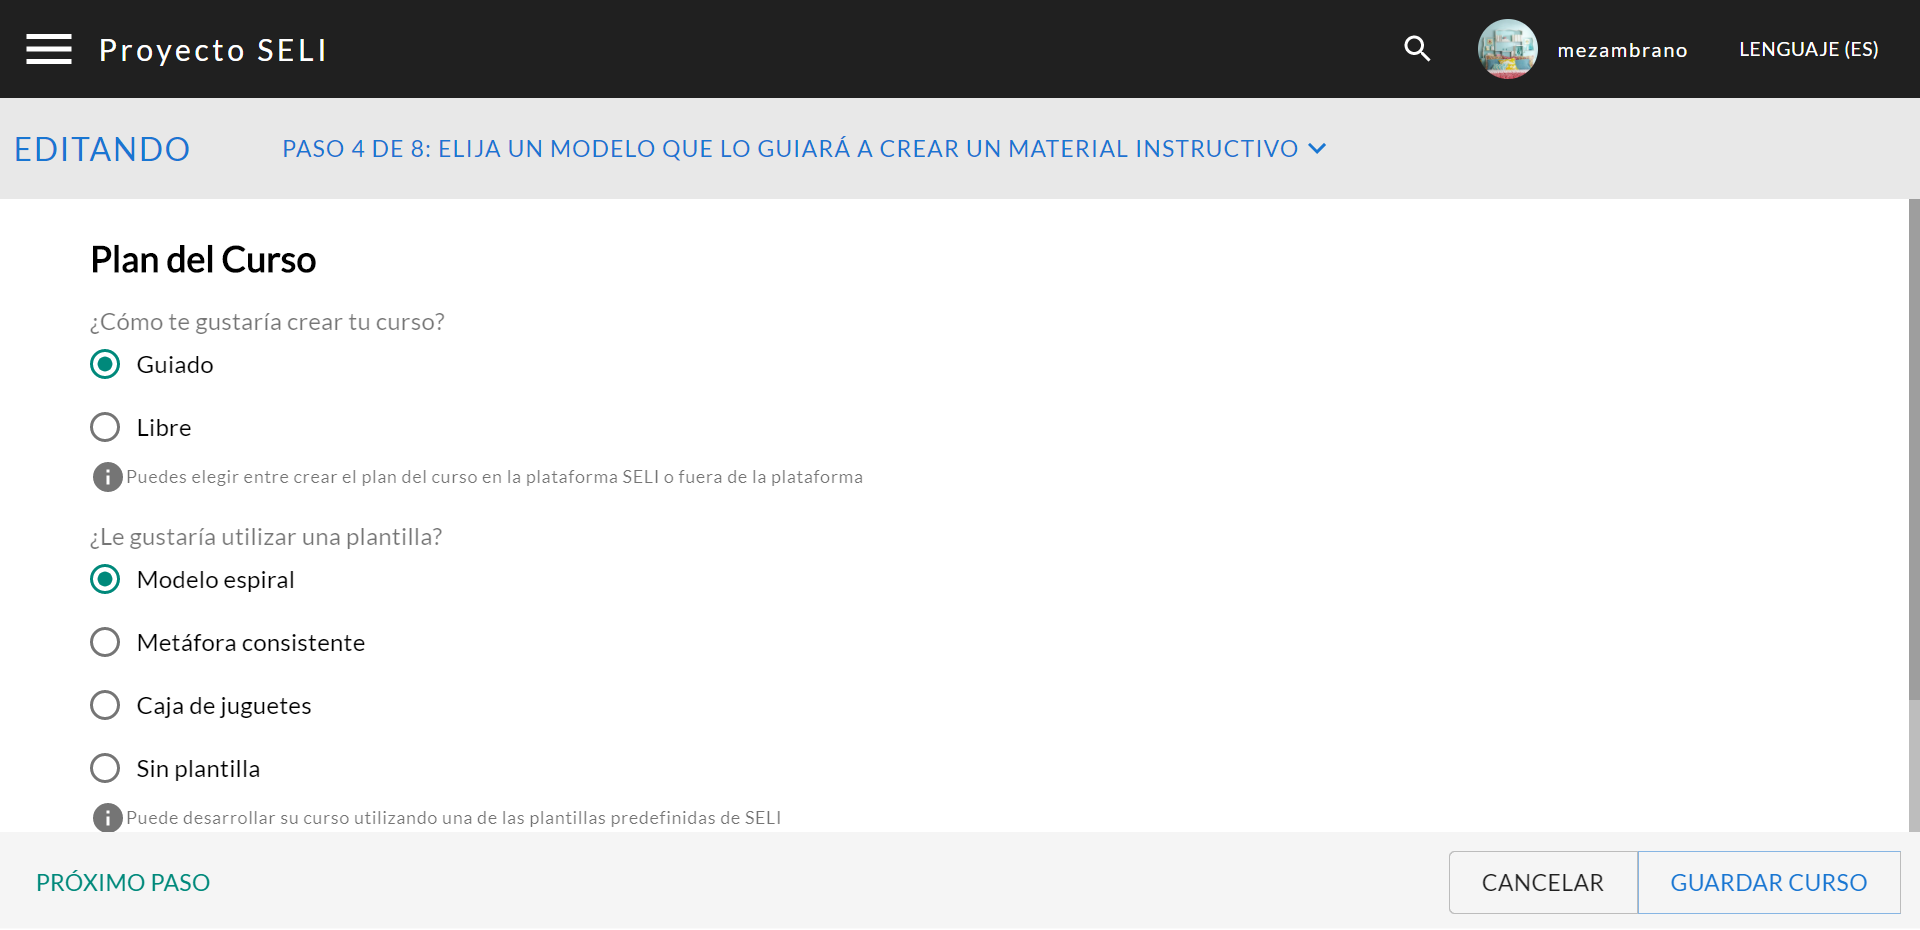 Proyecto SELI
mezambrano
LENGUAJE (ES)
EDITANDO
PASO 4 DE 8: ELIJA UN MODELO QUE LO GUIARÁ A CREAR UN MATERIAL INSTRUCTIVO
Plan del Curso
¿Cómo te gustaría crear tu curso?
Guiado
Libre
Puedes elegir entre crear el plan del curso en la plataforma SELI o fuera de la plataforma
¿Le gustaría utilizar una plantilla?
Modelo espiral
Metáfora consistente
Caja de juguetes
Sin plantilla
Puede desarrollar su curso utilizando una de las plantillas predefinidas de SELI
PRÓXIMO PASO
CANCELAR
GUARDAR CURSO